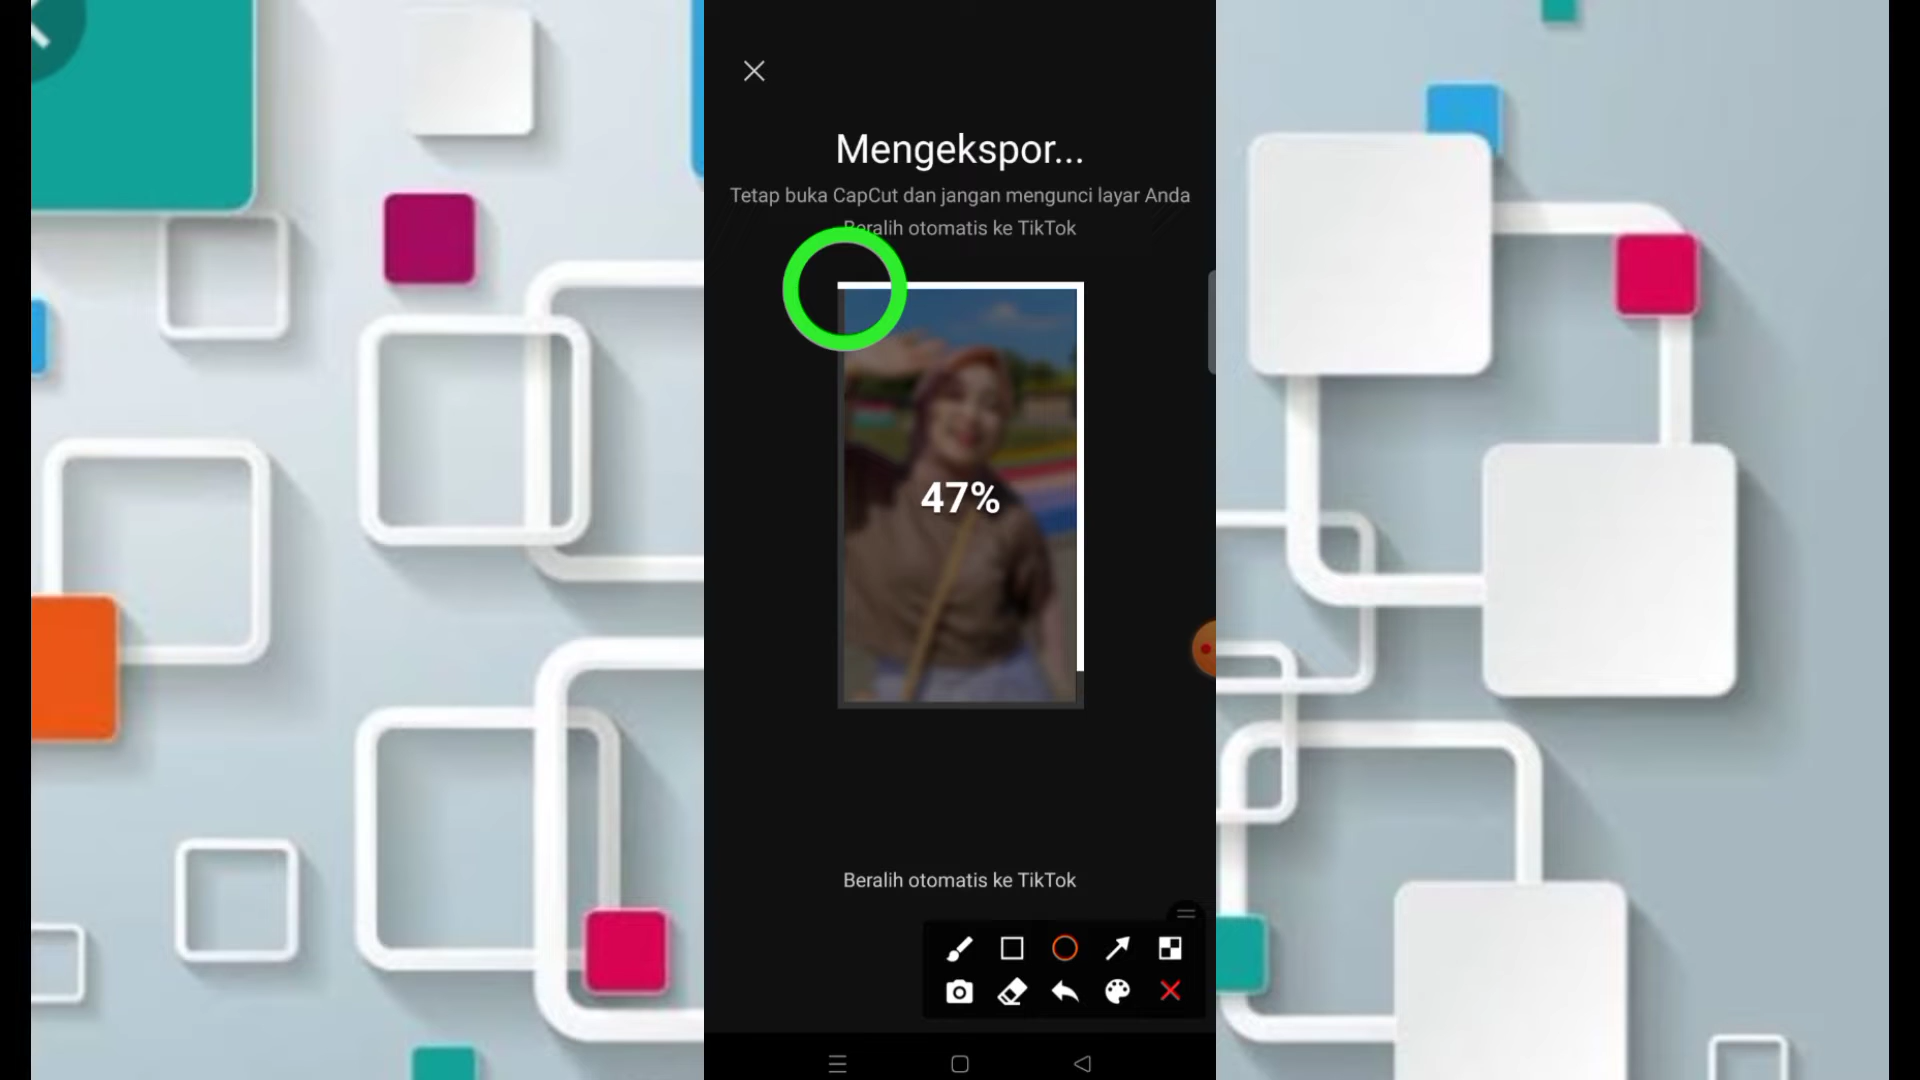 Mengekspor...
Tetap buka CapCut dan jangan mengunci layar Anda
Beralih otomatis ke TikTok
47%
Beralih otomatis ke TikTok